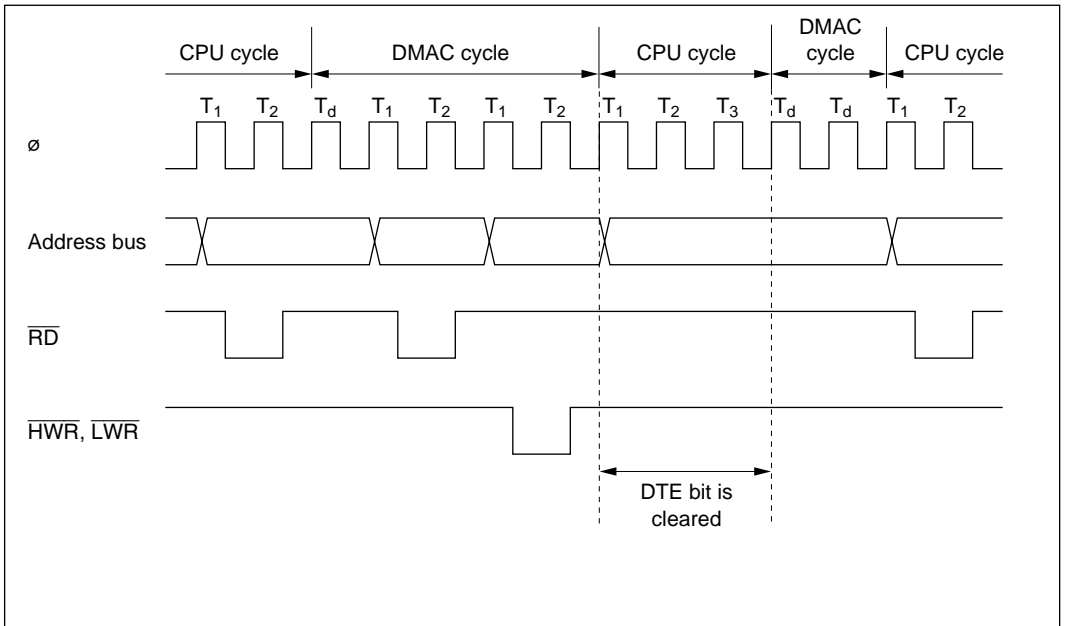 CPU cycle DMAC cycle CPU cycle DMAC cycle CPU cycle
T1 T2 Td T1 T2 T1 T2 T1 T2 T3 Td Td T1 T2
ø
Address bus
RD
HWR, LWR
DTE bit is
cleared